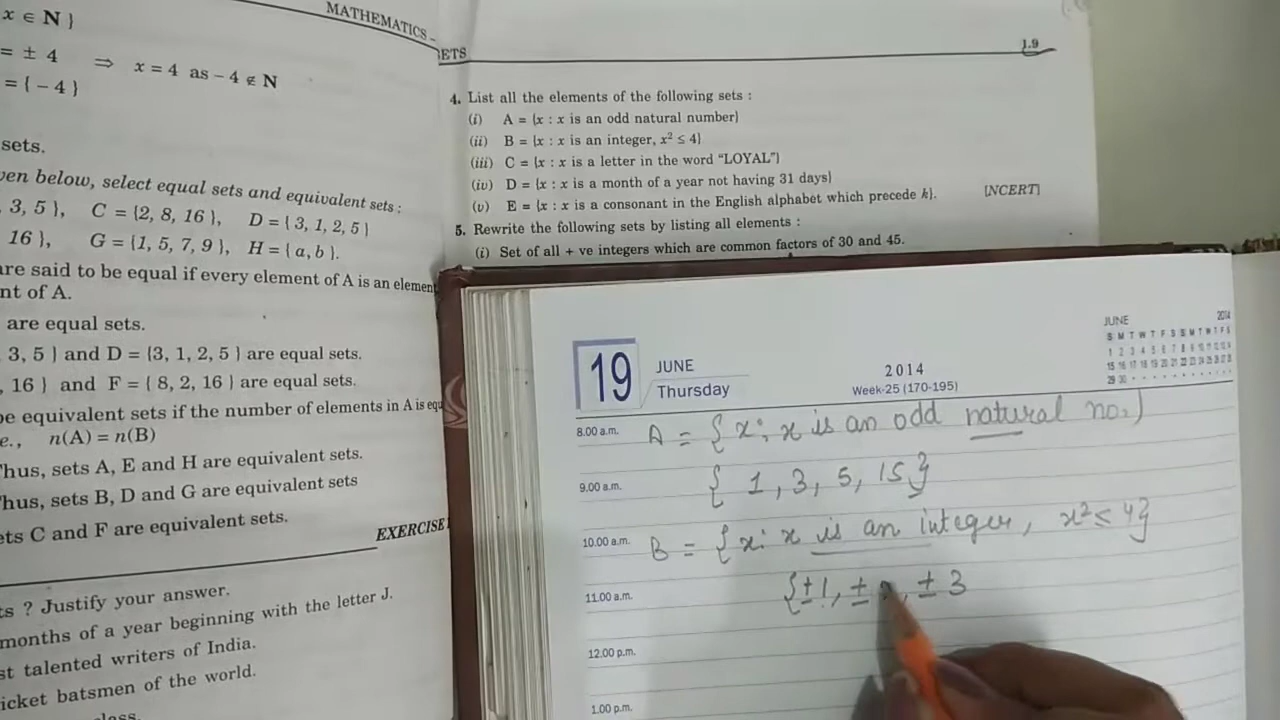 x ∈ N }
= ± 4 ⇒ x = 4 as – 4 ∉ N
= { – 4 }
sets.
ven below, select equal sets and equivalent sets :
, 3, 5 }, C = {2, 8, 16 }, D = { 3, 1, 2, 5 }
16 }, G = {1, 5, 7, 9 }, H = { a, b }.
are said to be equal if every element of A is an element
nt of A.
are equal sets.
3, 5 } and D = {3, 1, 2, 5 } are equal sets.
, 16 } and F = { 8, 2, 16 } are equal sets.
be equivalent sets if the number of elements in A is equ
e., n(A) = n(B)
Thus, sets A, E and H are equivalent sets.
Thus, sets B, D and G are equivalent sets
ets C and F are equivalent sets.
EXERCISE
ts ? Justify your answer.
months of a year beginning with the letter J.
st talented writers of India.
icket batsmen of the world.
class.
MATHEMATICS –
ETS
1.9
4. List all the elements of the following sets :
(i) A = {x : x is an odd natural number}
(ii) B = {x : x is an integer, x² ≤ 4}
(iii) C = {x : x is a letter in the word “LOYAL”}
(iv) D = {x : x is a month of a year not having 31 days}
(v) E = {x : x is a consonant in the English alphabet which precede k}. [NCERT]
5. Rewrite the following sets by listing all elements :
(i) Set of all + ve integers which are common factors of 30 and 45.
19 JUNE
Thursday
2014
Week-25 (170-195)
JUNE 2014
8.00 a.m. A = { x : x is an odd natural no. }
9.00 a.m. { 1, 3, 5, 15 }
10.00 a.m. B = { x : x is an integer, x² ≤ 4 }
11.00 a.m. { ± 1, ± , ± 3
12.00 p.m.
1.00 p.m.